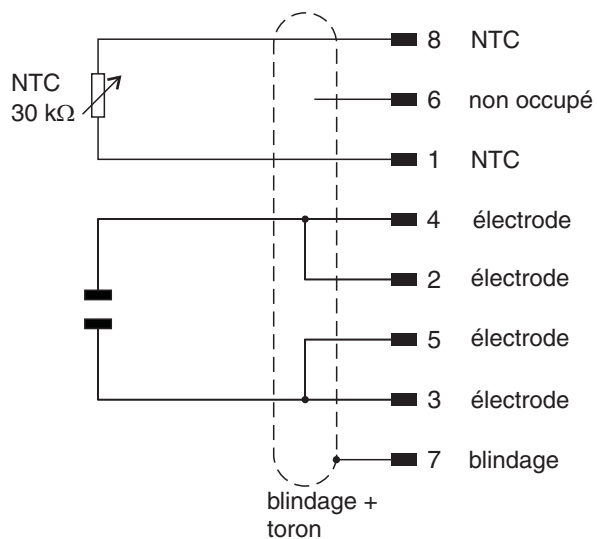 8 NTC
NTC
30 kΩ
6 non occupé
1 NTC
4 électrode
2 électrode
5 électrode
3 électrode
7 blindage
blindage +
toron